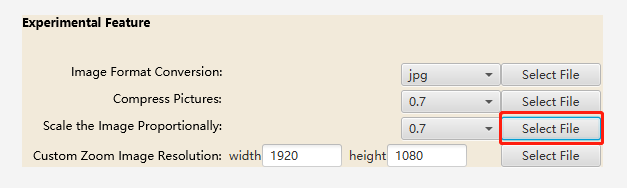 Experimental Feature
Image Format Conversion: jpg Select File
Compress Pictures: 0.7 Select File
Scale the Image Proportionally: 0.7 Select File
Custom Zoom Image Resolution: width 1920 height 1080 Select File